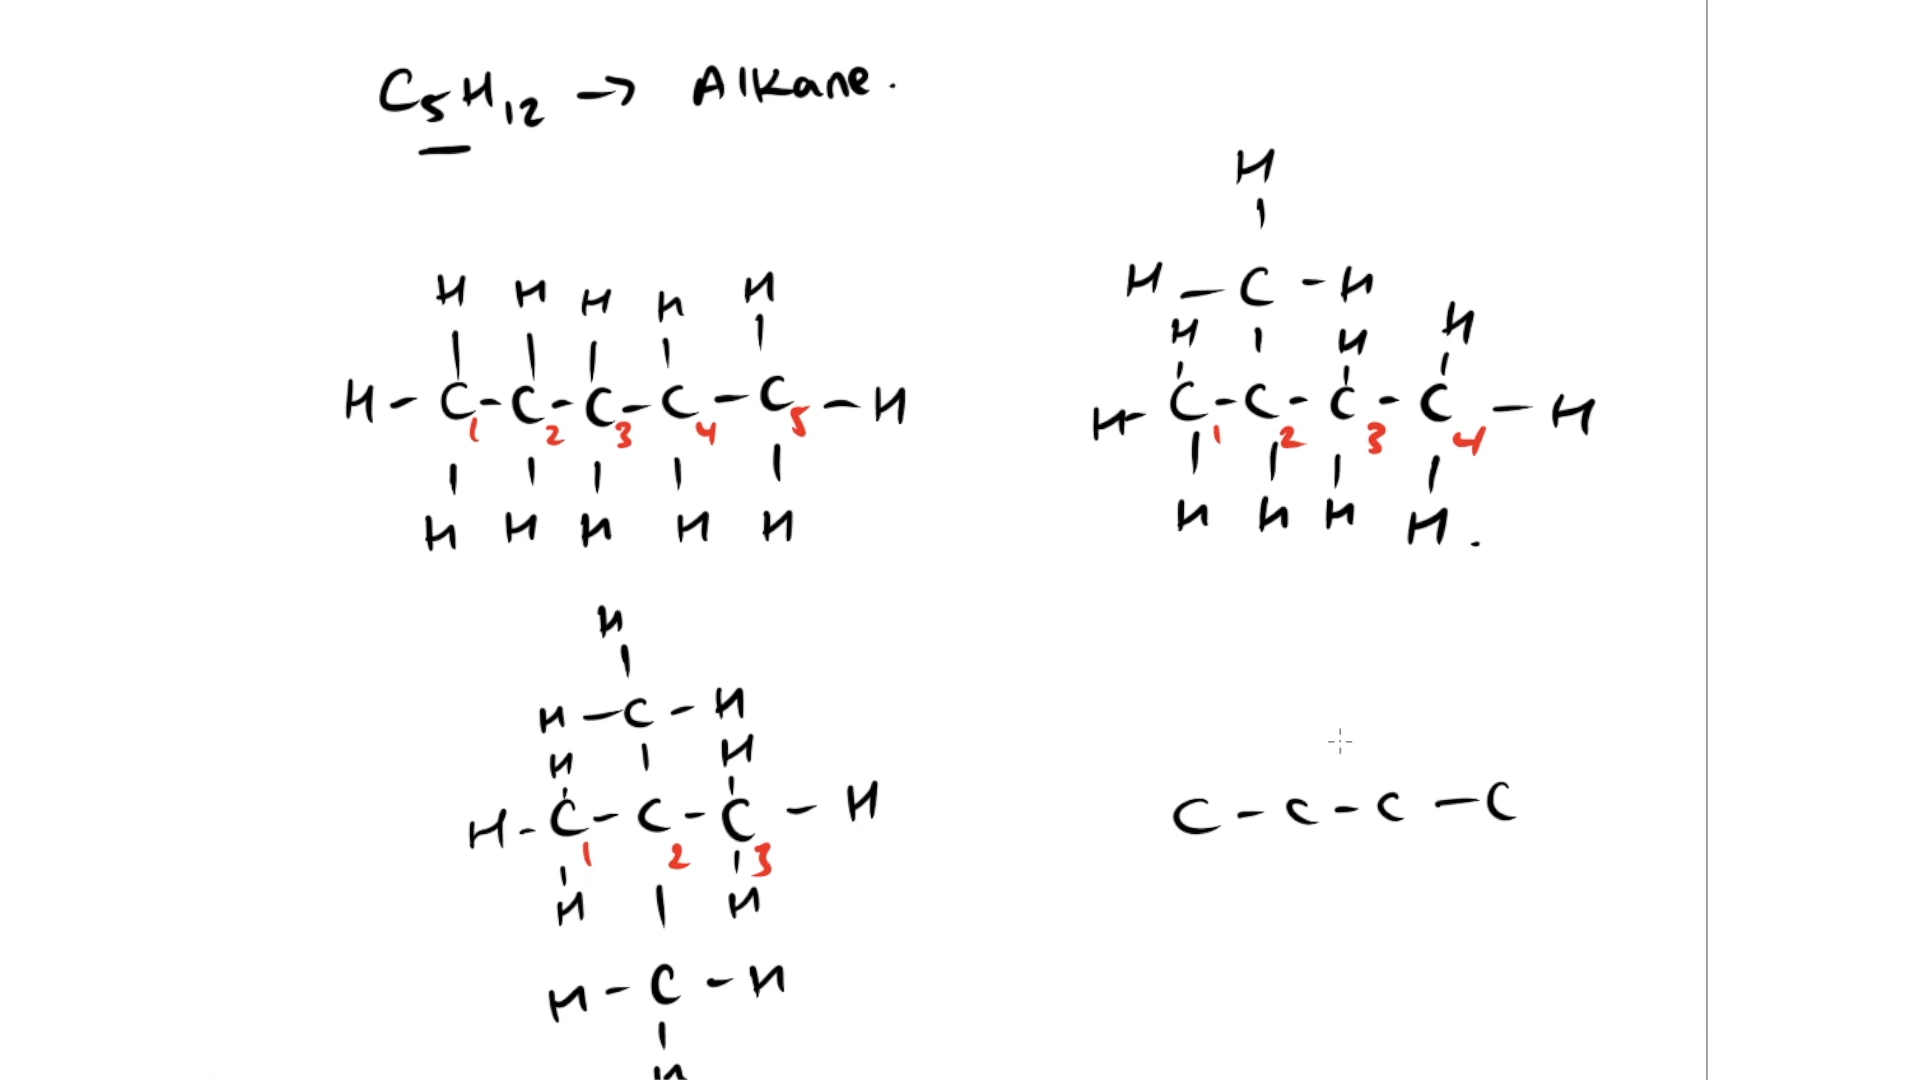 C5H12 → Alkane.
H
|
H — C - H
H H H H H
H | H H
| | | | |
| | |
H - C - C - C - C - C - H
1 2 3 4 5
H - C - C - C - C — H
1 2 3 4
| | | | |
| | | |
H H H H H
H H H H.
H
|
H — C - H
H | H
| |
H - C - C - C - H
1 2 3
| | |
H H
H - C - H
|
H
C - C - C - C